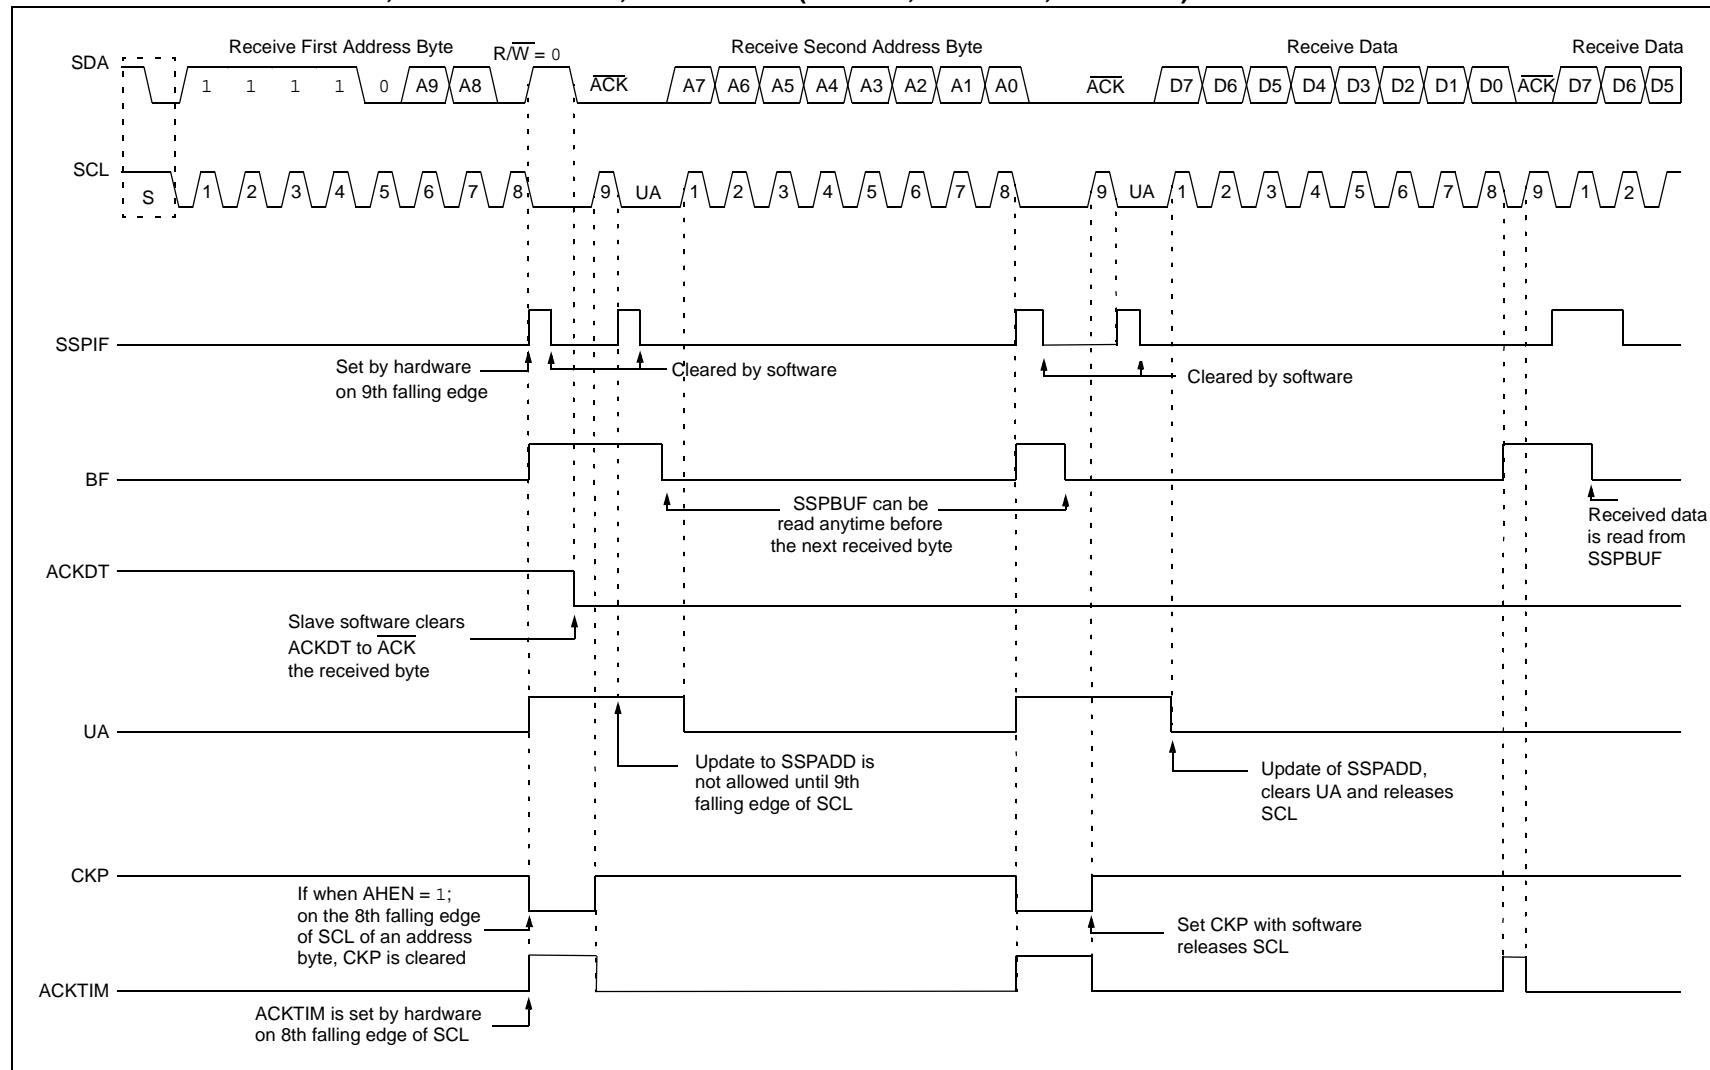 Receive First Address Byte
R/W = 0
Receive Second Address Byte
Receive Data
Receive Data
SDA
1 1 1 1 0 A9 A8
ACK
A7 A6 A5 A4 A3 A2 A1 A0
ACK
D7 D6 D5 D4 D3 D2 D1 D0 ACK D7 D6 D5
SCL
S
1 2 3 4 5 6 7 8 9 UA 1 2 3 4 5 6 7 8 9 UA 1 2 3 4 5 6 7 8 9 1 2
SSPIF
Set by hardware
on 9th falling edge
Cleared by software
Cleared by software
BF
SSPBUF can be
read anytime before
the next received byte
Received data
is read from
SSPBUF
ACKDT
Slave software clears
ACKDT to ACK
the received byte
UA
Update to SSPADD is
not allowed until 9th
falling edge of SCL
Update of SSPADD,
clears UA and releases
SCL
CKP
If when AHEN = 1;
on the 8th falling edge
of SCL of an address
byte, CKP is cleared
Set CKP with software
releases SCL
ACKTIM
ACKTIM is set by hardware
on 8th falling edge of SCL